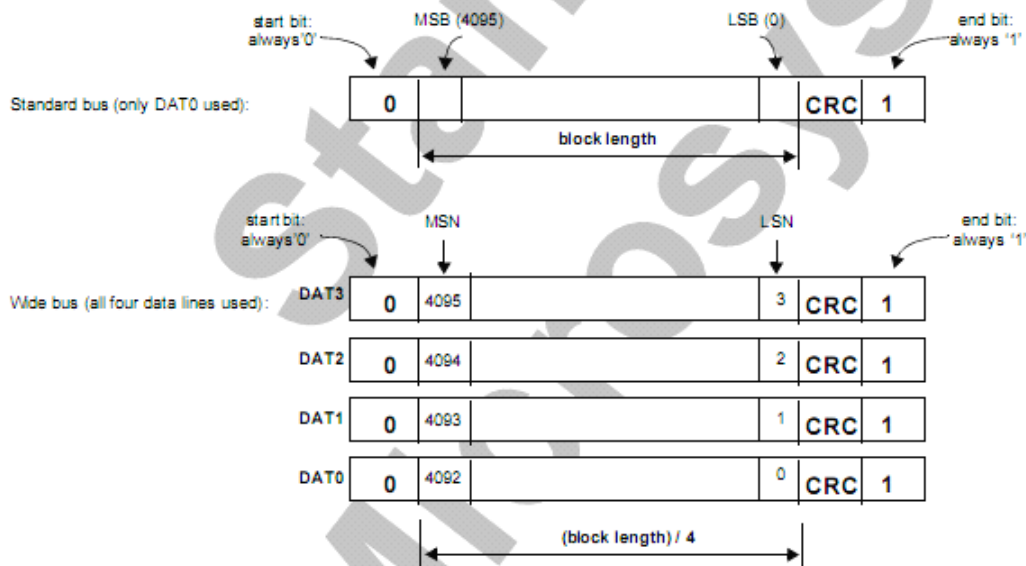 start bit: always'0'
MSB (4095)
LSB (0)
end bit: always '1'
Standard bus (only DAT0 used):
0
CRC
1
block length
start bit: always'0'
MSN
LSN
end bit: always '1'
Wide bus (all four data lines used):
DAT3
0
4095
3
CRC
1
DAT2
0
4094
2
CRC
1
DAT1
0
4093
1
CRC
1
DAT0
0
4092
0
CRC
1
(block length) / 4